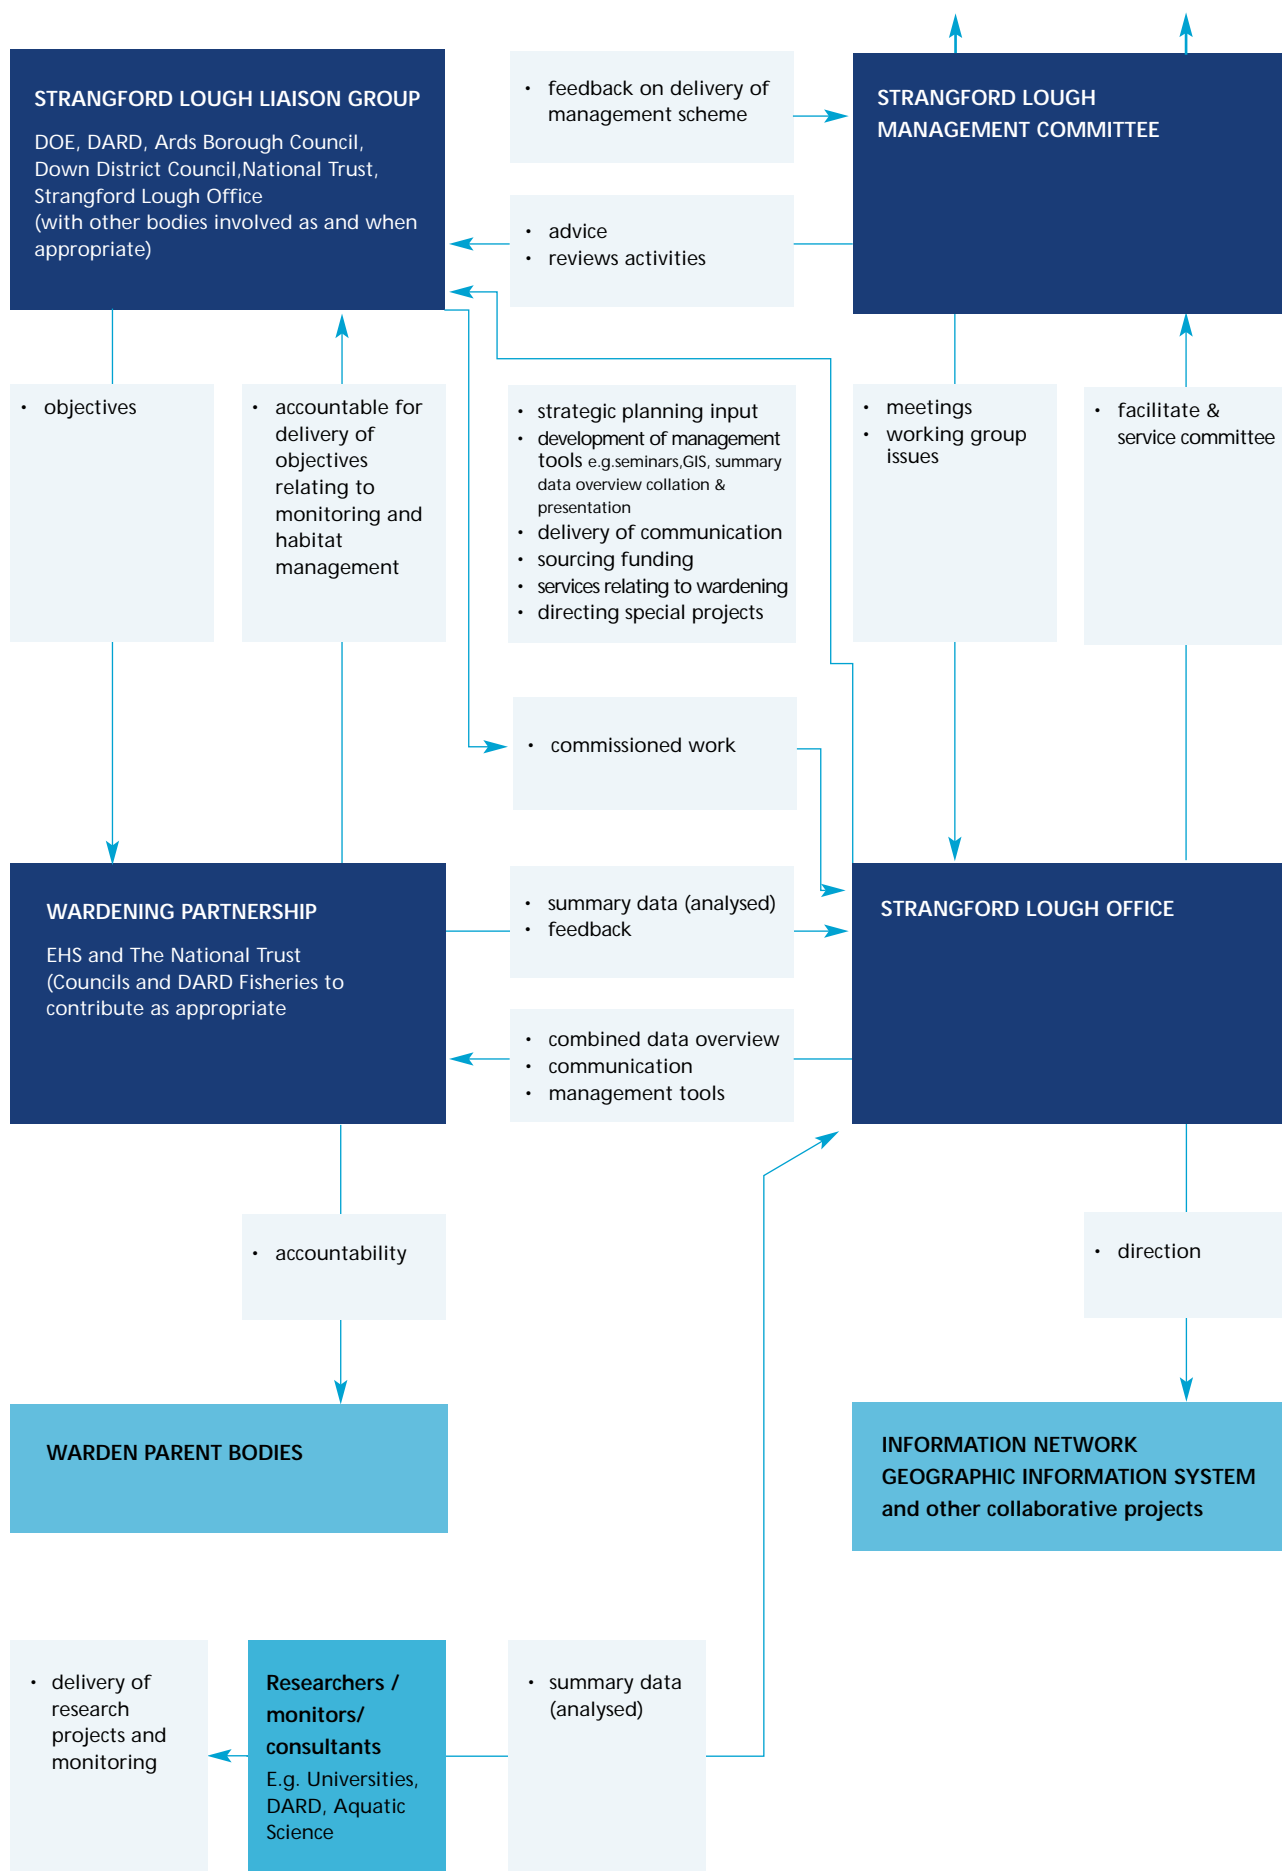 STRANGFORD LOUGH LIAISON GROUP
DOE, DARD, Ards Borough Council,
Down District Council,National Trust,
Strangford Lough Office
(with other bodies involved as and when
appropriate)
• feedback on delivery of
management scheme
STRANGFORD LOUGH
MANAGEMENT COMMITTEE
• advice
• reviews activities
• objectives
• accountable for
delivery of
objectives
relating to
monitoring and
habitat
management
• strategic planning input
• development of management
tools e.g.seminars,GIS, summary
data overview collation &
presentation
• delivery of communication
• sourcing funding
• services relating to wardening
• directing special projects
• meetings
• working group
issues
• facilitate &
service committee
• commissioned work
WARDENING PARTNERSHIP
EHS and The National Trust
(Councils and DARD Fisheries to
contribute as appropriate
• summary data (analysed)
• feedback
STRANGFORD LOUGH OFFICE
• combined data overview
• communication
• management tools
• accountability
• direction
WARDEN PARENT BODIES
INFORMATION NETWORK
GEOGRAPHIC INFORMATION SYSTEM
and other collaborative projects
• delivery of
research
projects and
monitoring
Researchers /
monitors/
consultants
E.g. Universities,
DARD, Aquatic
Science
• summary data
(analysed)